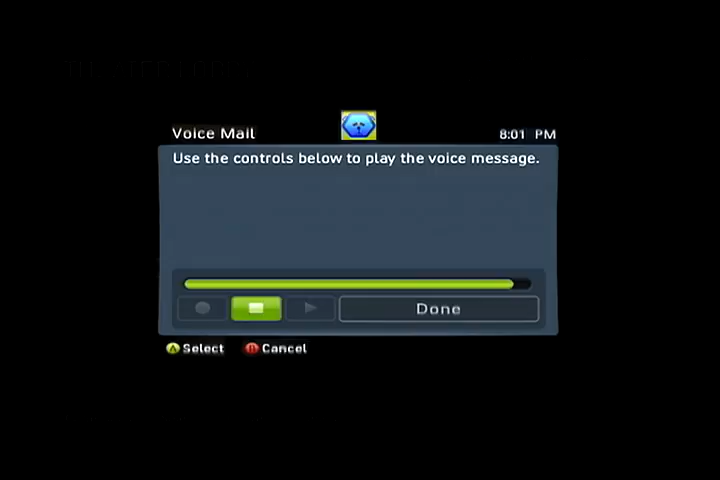 Voice Mail
8:01 PM
Use the controls below to play the voice message.
Done
A Select B Cancel